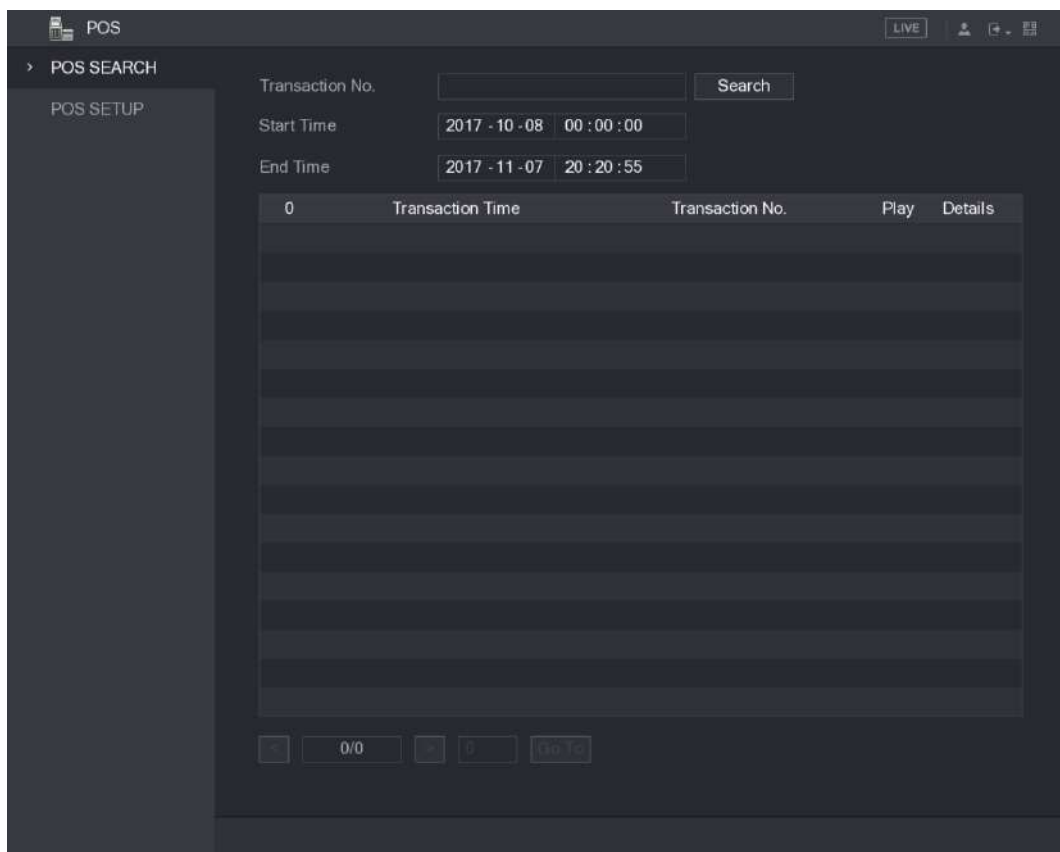 POS
LIVE
POS SEARCH
POS SETUP
Transaction No.
Search
Start Time 2017 - 10 - 08 00 : 00 : 00
End Time 2017 - 11 - 07 20 : 20 : 55
0 Transaction Time Transaction No. Play Details
< 0/0 > 0 Go To